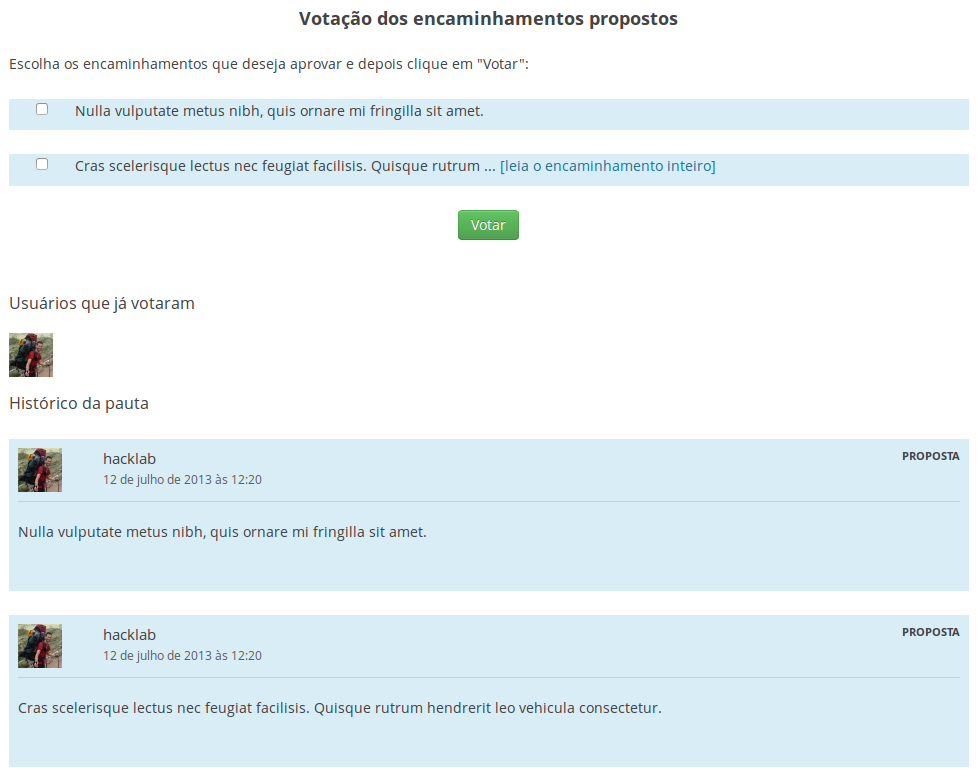 Votação dos encaminhamentos propostos
Escolha os encaminhamentos que deseja aprovar e depois clique em "Votar":
Nulla vulputate metus nibh, quis ornare mi fringilla sit amet.
Cras scelerisque lectus nec feugiat facilisis. Quisque rutrum ... [leia o encaminhamento inteiro]
Votar
Usuários que já votaram
Histórico da pauta
hacklab
PROPOSTA
12 de julho de 2013 às 12:20
Nulla vulputate metus nibh, quis ornare mi fringilla sit amet.
hacklab
PROPOSTA
12 de julho de 2013 às 12:20
Cras scelerisque lectus nec feugiat facilisis. Quisque rutrum hendrerit leo vehicula consectetur.